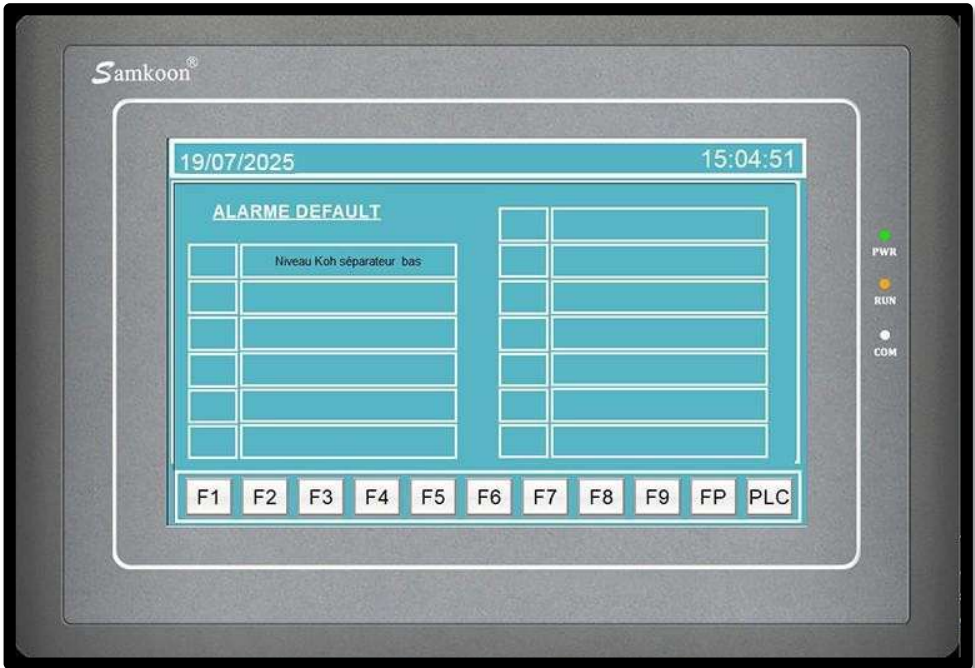 Samkoon®
19/07/2025 15:04:51
ALARME DEFAULT
Niveau Koh séparateur bas
PWR
RUN
COM
F1 F2 F3 F4 F5 F6 F7 F8 F9 FP PLC